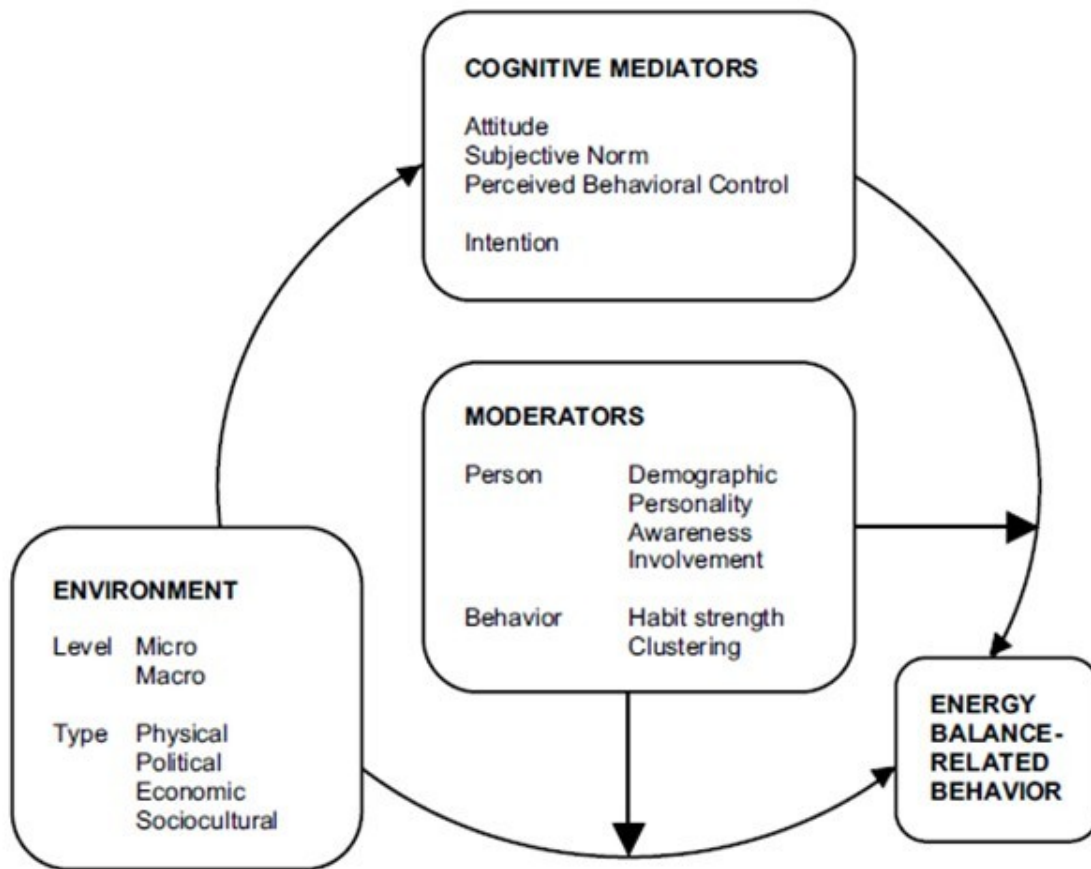 COGNITIVE MEDIATORS
Attitude
Subjective Norm
Perceived Behavioral Control
Intention
MODERATORS
Person Demographic
Personality
Awareness
Involvement
Behavior Habit strength
Clustering
ENVIRONMENT
Level Micro
Macro
Type Physical
Political
Economic
Sociocultural
ENERGY
BALANCE-
RELATED
BEHAVIOR